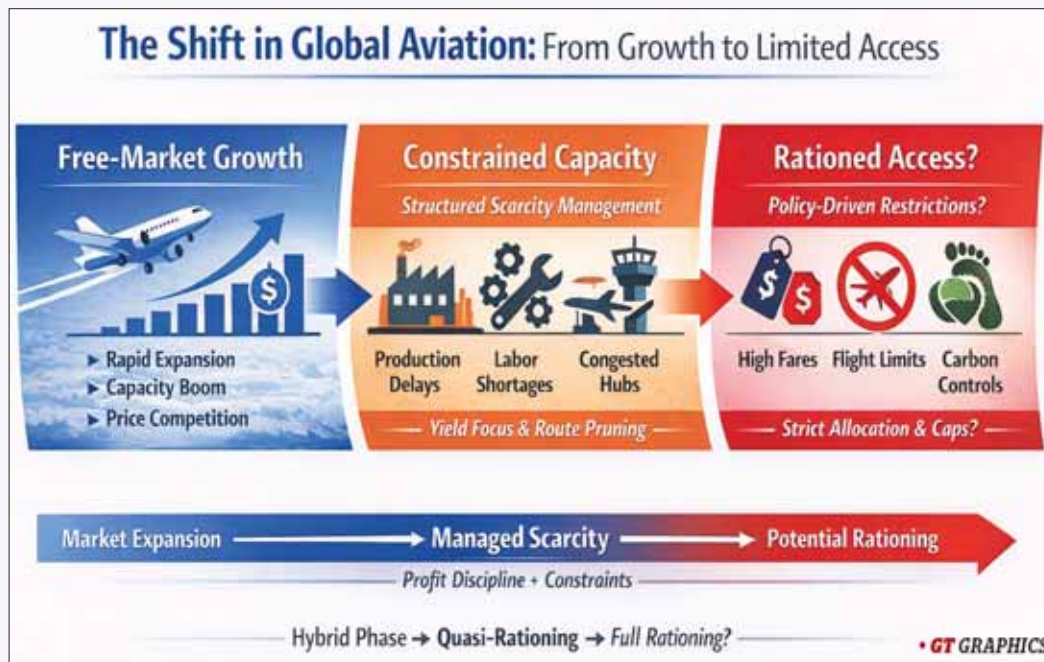 The Shift in Global Aviation: From Growth to Limited Access
Free-Market Growth
$
▸ Rapid Expansion
▸ Capacity Boom
▸ Price Competition
Constrained Capacity
Structured Scarcity Management
Production Delays
Labor Shortages
Congested Hubs
Yield Focus & Route Pruning
Rationed Access?
Policy-Driven Restrictions?
$ $
High Fares
Flight Limits
Carbon Controls
Strict Allocation & Caps?
Market Expansion → Managed Scarcity → Potential Rationing
Profit Discipline + Constraints
Hybrid Phase → Quasi-Rationing → Full Rationing?
• GT GRAPHICS